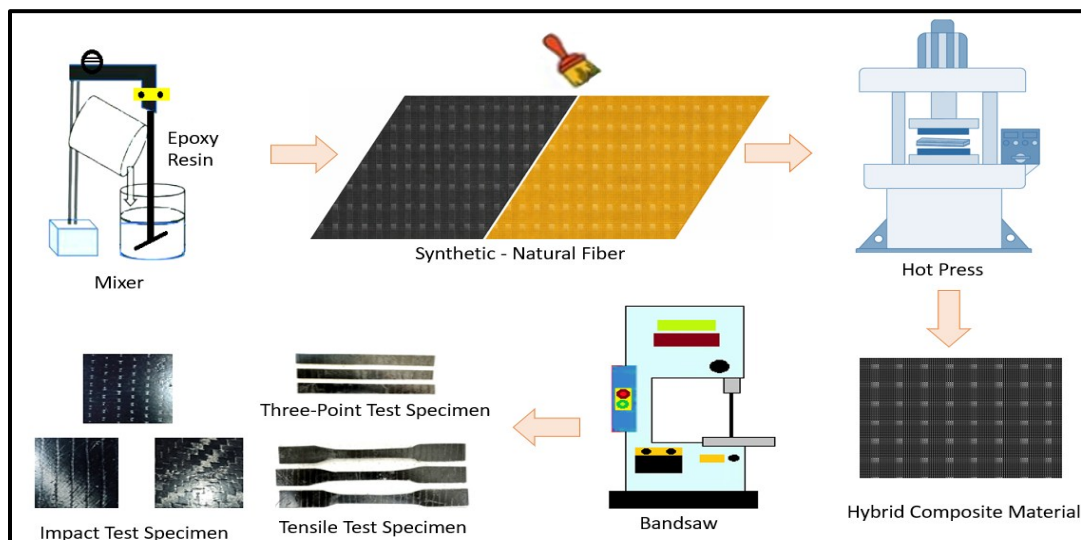 Epoxy
Resin
Mixer
Synthetic - Natural Fiber
Hot Press
Three-Point Test Specimen
Impact Test Specimen
Tensile Test Specimen
Bandsaw
Hybrid Composite Material